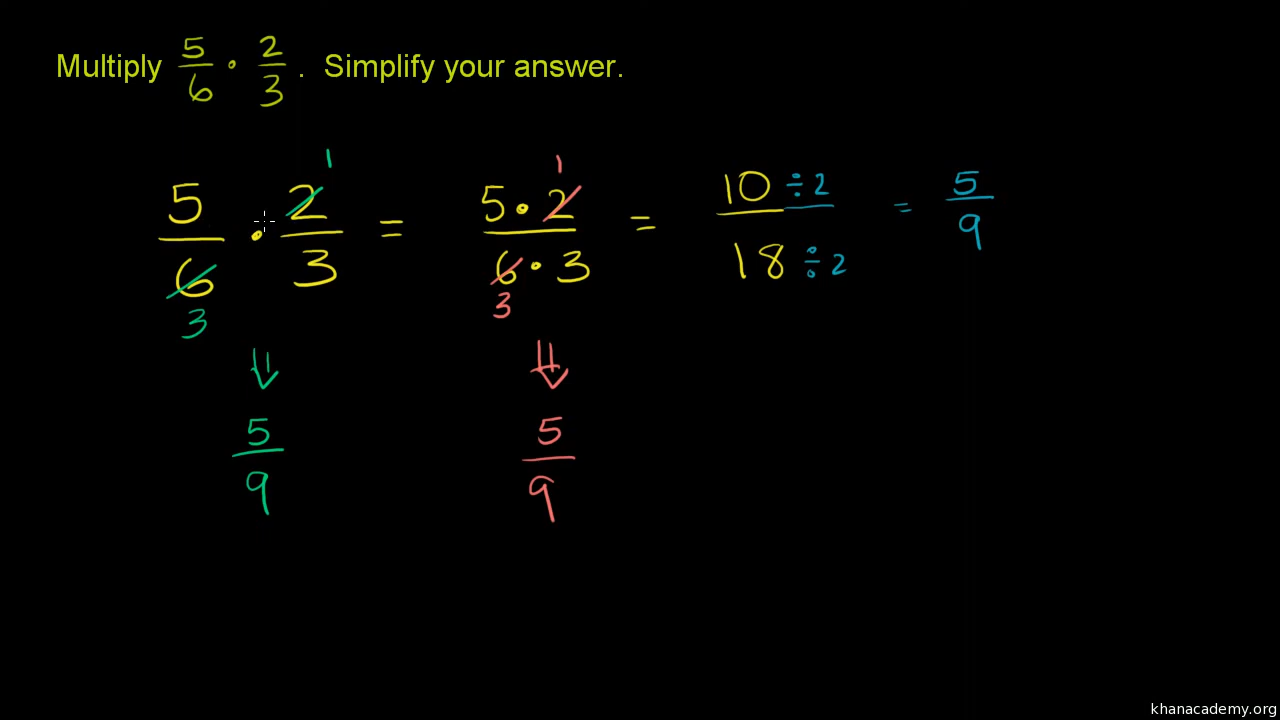 Multiply 5/6 · 2/3 . Simplify your answer.
5/6 · 2/3 = 5 · 2 / 6 · 3 = 10 ÷ 2 / 18 ÷ 2 = 5/9
1 1
3 3
5/9 5/9
khanacademy.org